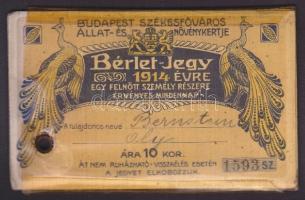 BUDAPEST SZÉKESFŐVÁROS
ÁLLAT- ÉS NÖVÉNYKERTJE
Bérlet-Jegy
1914 ÉVRE
EGY FELNŐTT SZEMÉLY RÉSZÉRE
ÉRVÉNYES MINDENNAP
A tulajdonos neve Bernstein
ÁRA 10 KOR.
1593 SZ.
ÁT NEM RUHÁZHATÓ - VISSZAÉLÉS ESETÉN
A JEGYET ELKOBOZZUK